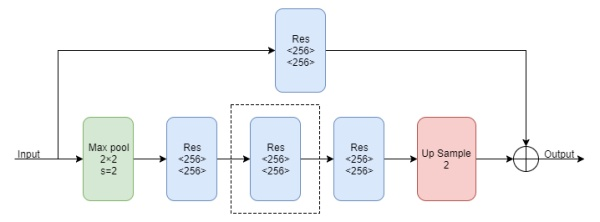 Res
<256>
<256>
Input
Max pool
2×2
s=2
Res
<256>
<256>
Res
<256>
<256>
Res
<256>
<256>
Up Sample
2
Output